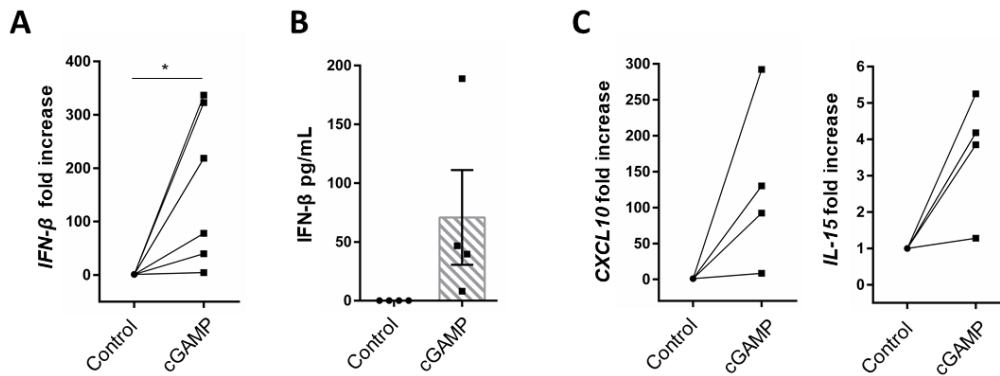 A
IFN-β fold increase
400
300
200
100
0
*
Control
cGAMP
B
IFN-β pg/mL
200
150
100
50
0
Control
cGAMP
C
CXCL10 fold increase
300
250
200
150
100
50
0
Control
cGAMP
IL-15 fold increase
6
5
4
3
2
1
0
Control
cGAMP